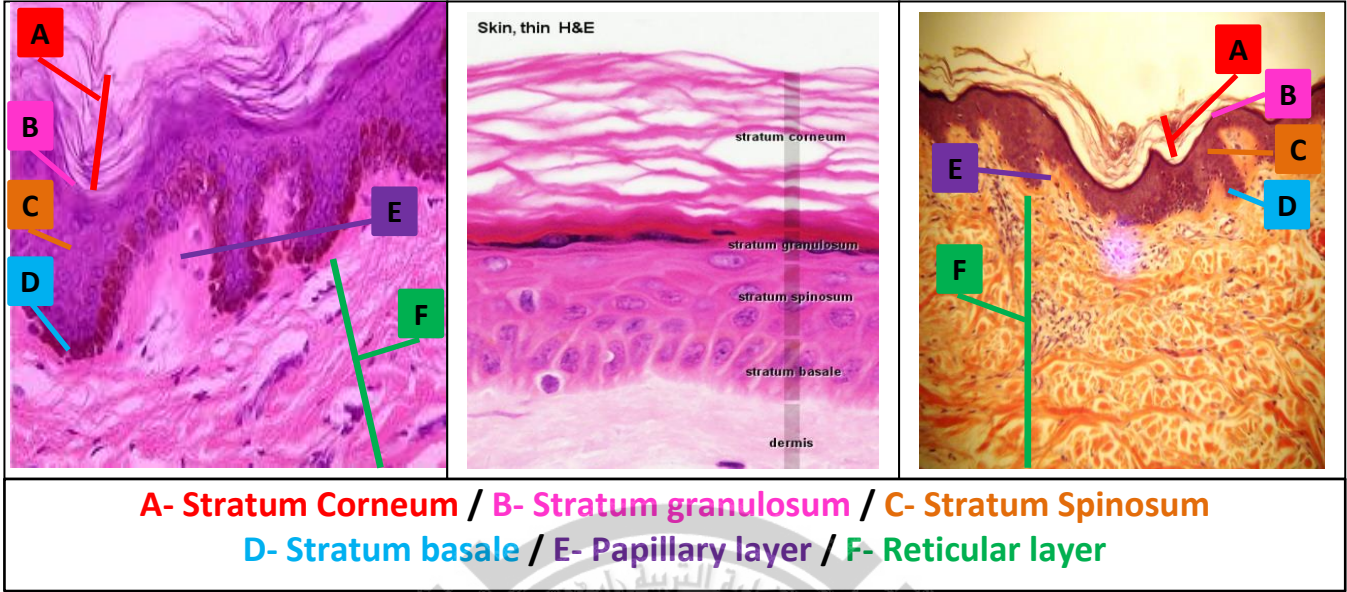 A
B
C
D
E
F
Skin, thin H&E
stratum corneum
stratum granulosum
stratum spinosum
stratum basale
dermis
A
B
C
D
E
F
A- Stratum Corneum / B- Stratum granulosum / C- Stratum Spinosum
D- Stratum basale / E- Papillary layer / F- Reticular layer